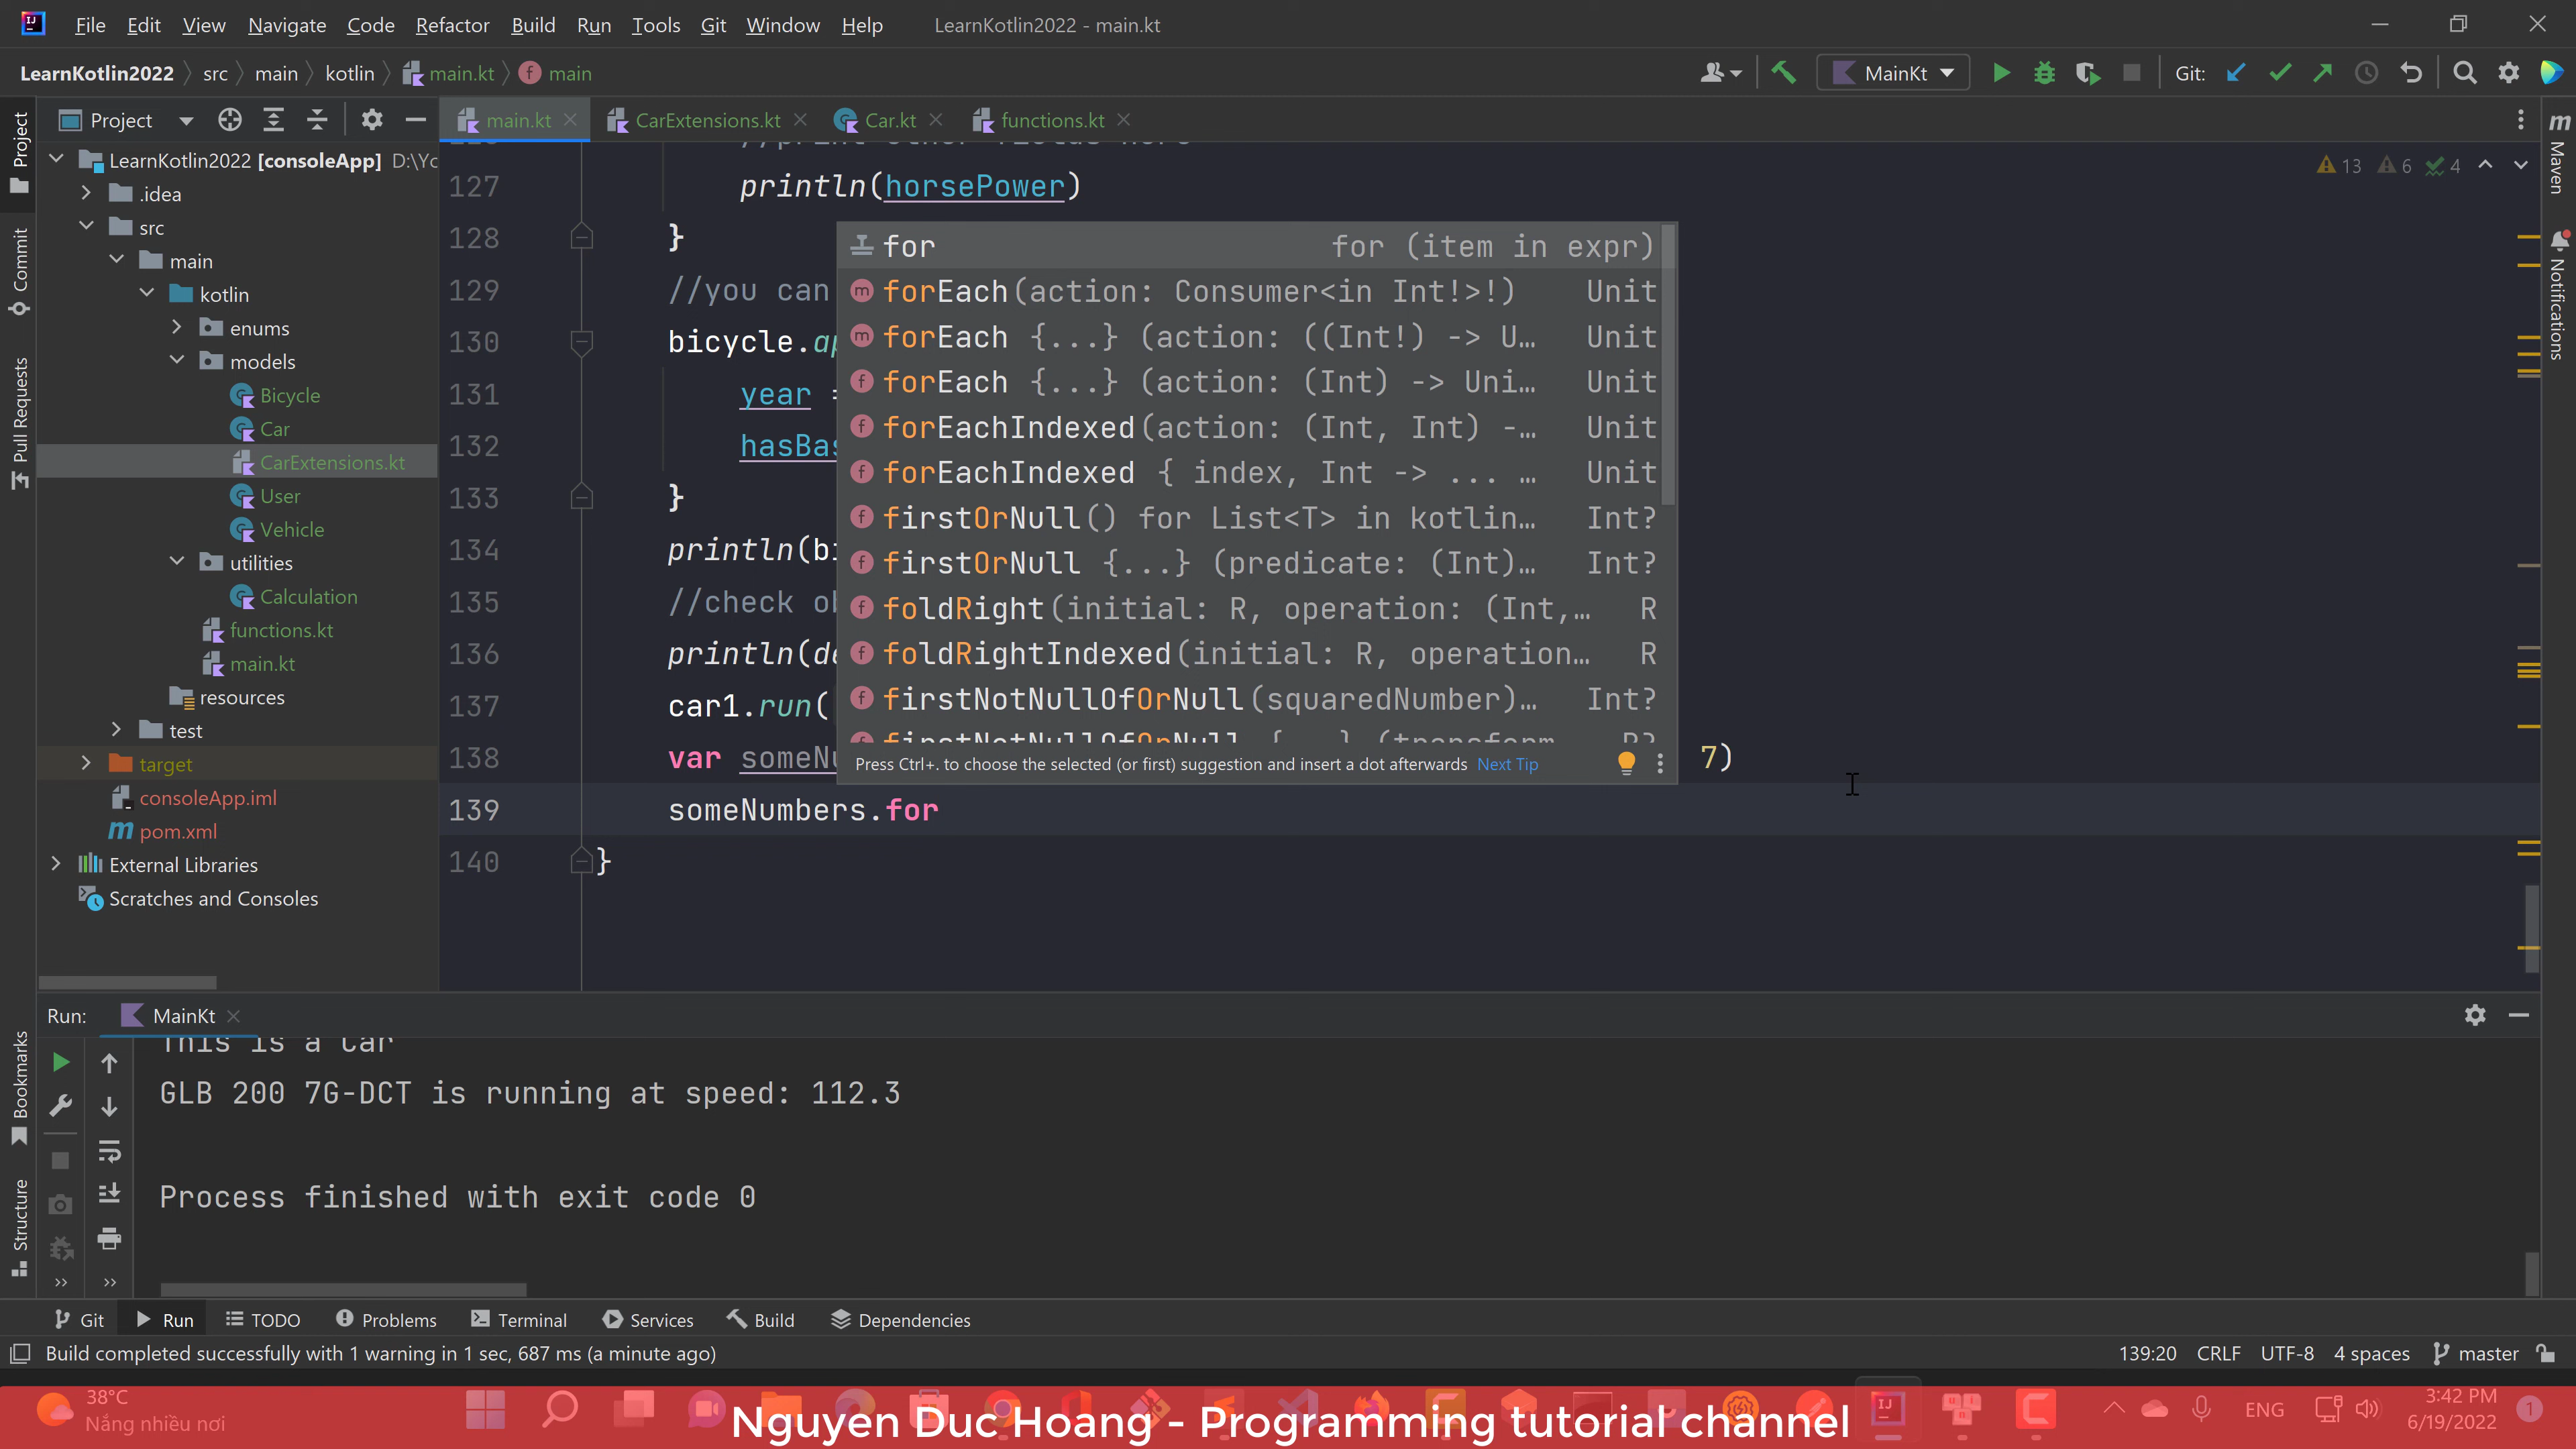 File Edit View Navigate Code Refactor Build Run Tools Git Window Help LearnKotlin2022 - main.kt
LearnKotlin2022 src main kotlin main.kt main MainKt Git:
Project main.kt CarExtensions.kt Car.kt functions.kt
LearnKotlin2022 [consoleApp] D:\Yc
.idea
src
main
kotlin
enums
models
Bicycle
Car
CarExtensions.kt
User
Vehicle
utilities
Calculation
functions.kt
main.kt
resources
test
target
consoleApp.iml
pom.xml
External Libraries
Scratches and Consoles
Project
Commit
Pull Requests
Bookmarks
Structure
Maven
Notifications
13 6 4
//print other fields here
127 println(horsePower)
128 }
129 //you can
130 bicycle.ap
131 year =
132 hasBas
133 }
134 println(bi
135 //check ob
136 println(de
137 car1.run(
138 var someNu 7)
139 someNumbers.for
140 }
for for (item in expr)
forEach(action: Consumer<in Int!>!) Unit
forEach {...} (action: ((Int!) -> U… Unit
forEach {...} (action: (Int) -> Uni… Unit
forEachIndexed(action: (Int, Int) -… Unit
forEachIndexed { index, Int -> ... … Unit
firstOrNull() for List<T> in kotlin… Int?
firstOrNull {...} (predicate: (Int)… Int?
foldRight(initial: R, operation: (Int,… R
foldRightIndexed(initial: R, operation… R
firstNotNullOfOrNull(squaredNumber)… Int?
firstNotNullOfOrNull {...} (transform R?
Press Ctrl+. to choose the selected (or first) suggestion and insert a dot afterwards Next Tip
Run: MainKt
This is a car
GLB 200 7G-DCT is running at speed: 112.3
Process finished with exit code 0
Git Run TODO Problems Terminal Services Build Dependencies
Build completed successfully with 1 warning in 1 sec, 687 ms (a minute ago) 139:20 CRLF UTF-8 4 spaces master
38°C
Nắng nhiều nơi
Nguyen Duc Hoang - Programming tutorial channel
ENG
3:42 PM
6/19/2022
1